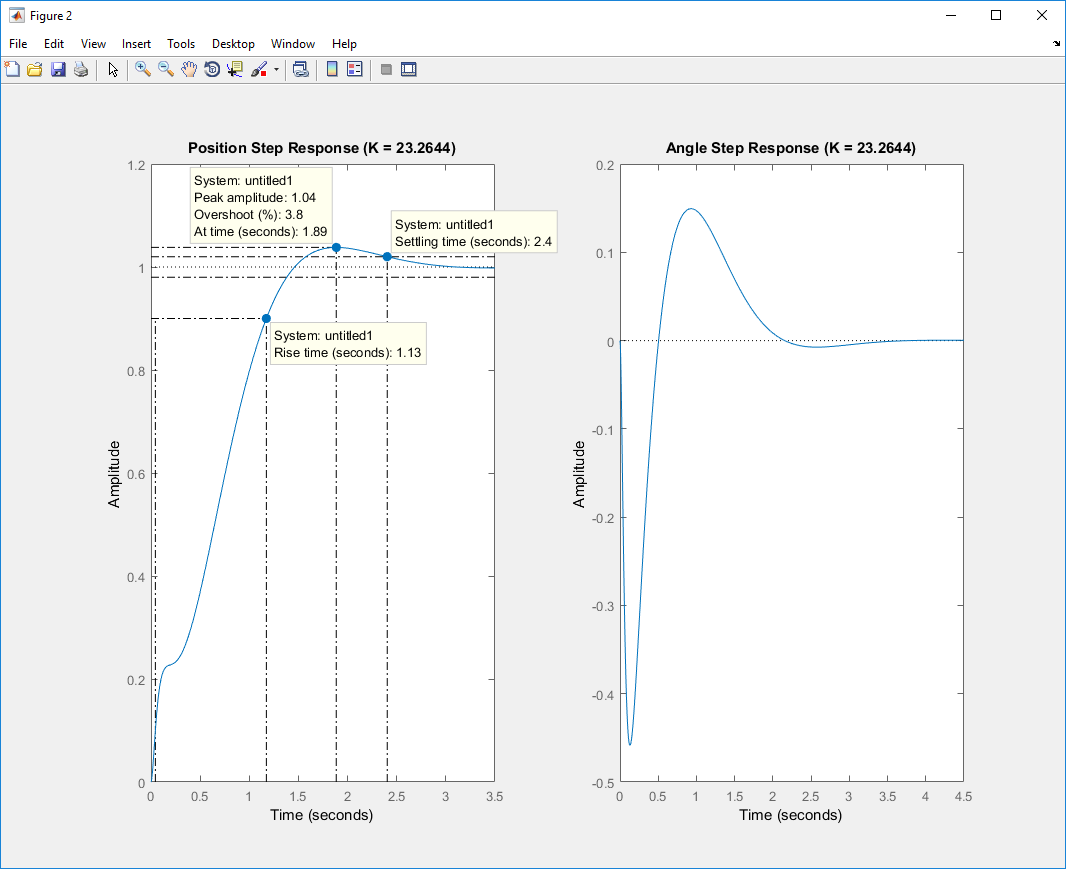 Figure 2
File Edit View Insert Tools Desktop Window Help
Position Step Response (K = 23.2644)
1.2
1
0.8
0.6
0.4
0.2
0
Amplitude
System: untitled1
Peak amplitude: 1.04
Overshoot (%): 3.8
At time (seconds): 1.89
System: untitled1
Settling time (seconds): 2.4
System: untitled1
Rise time (seconds): 1.13
0 0.5 1 1.5 2 2.5 3 3.5
Time (seconds)
Angle Step Response (K = 23.2644)
0.2
0.1
0
-0.1
-0.2
-0.3
-0.4
-0.5
Amplitude
0 0.5 1 1.5 2 2.5 3 3.5 4 4.5
Time (seconds)